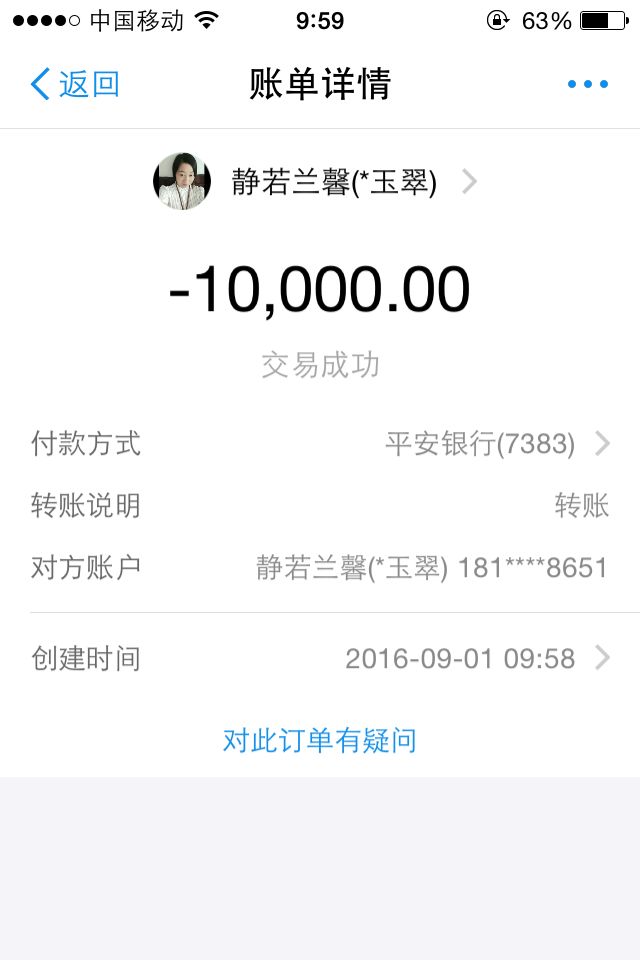 中国移动 9:59 63%
返回 账单详情
静若兰馨(*玉翠)
-10,000.00
交易成功
付款方式 平安银行(7383)
转账说明 转账
对方账户 静若兰馨(*玉翠) 181****8651
创建时间 2016-09-01 09:58
对此订单有疑问